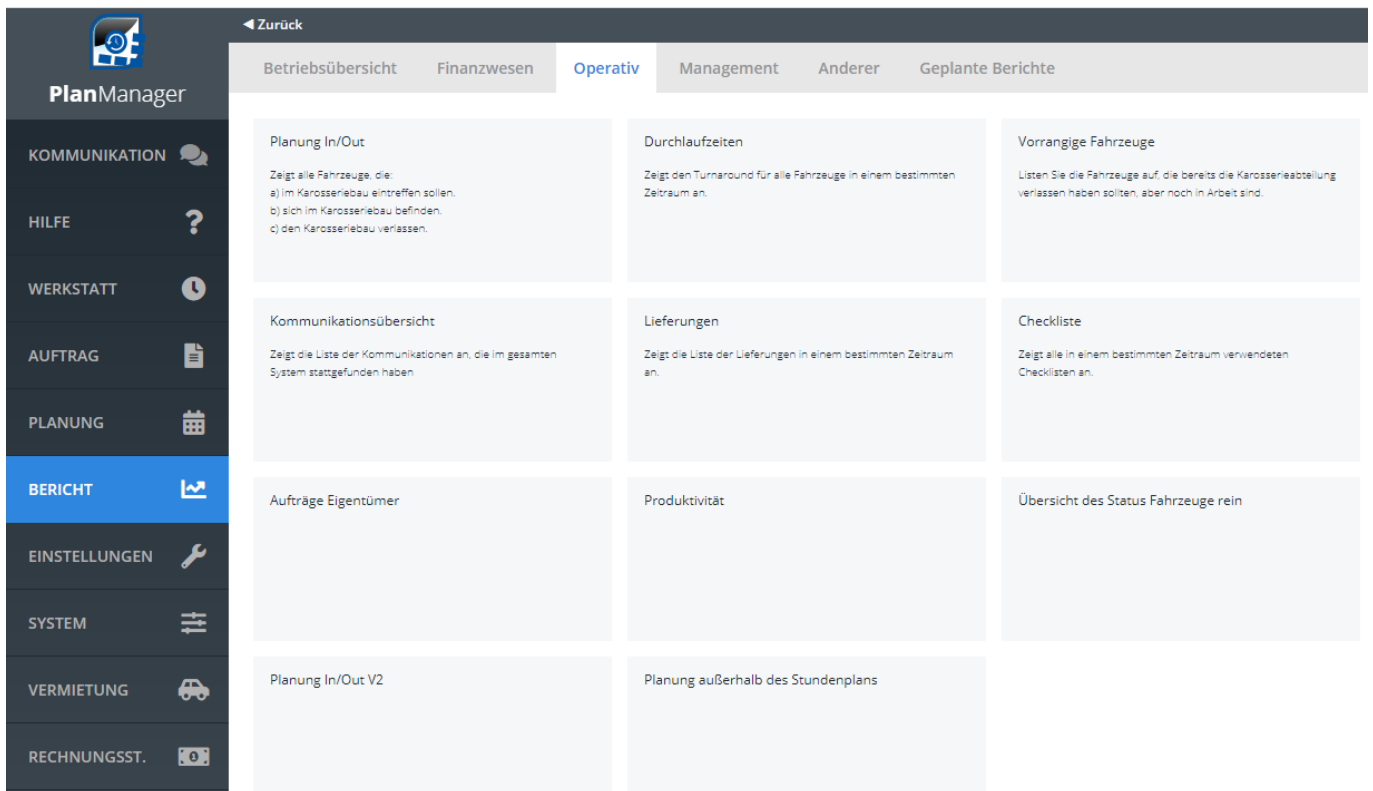 PlanManager
KOMMUNIKATION
HILFE
WERKSTATT
AUFTRAG
PLANUNG
BERICHT
EINSTELLUNGEN
SYSTEM
VERMIETUNG
RECHNUNGSST.
Zurück
Betriebsübersicht Finanzwesen Operativ Management Anderer Geplante Berichte
Planung In/Out
Zeigt alle Fahrzeuge, die:
a) im Karosseriebau eintreffen sollen.
b) sich im Karosseriebau befinden.
c) den Karosseriebau verlassen.
Durchlaufzeiten
Zeigt den Turnaround für alle Fahrzeuge in einem bestimmten
Zeitraum an.
Vorrangige Fahrzeuge
Listen Sie die Fahrzeuge auf, die bereits die Karosserieabteilung
verlassen haben sollten, aber noch in Arbeit sind.
Kommunikationsübersicht
Zeigt die Liste der Kommunikationen an, die im gesamten
System stattgefunden haben
Lieferungen
Zeigt die Liste der Lieferungen in einem bestimmten Zeitraum
an.
Checkliste
Zeigt alle in einem bestimmten Zeitraum verwendeten
Checklisten an.
Aufträge Eigentümer
Produktivität
Übersicht des Status Fahrzeuge rein
Planung In/Out V2
Planung außerhalb des Stundenplans